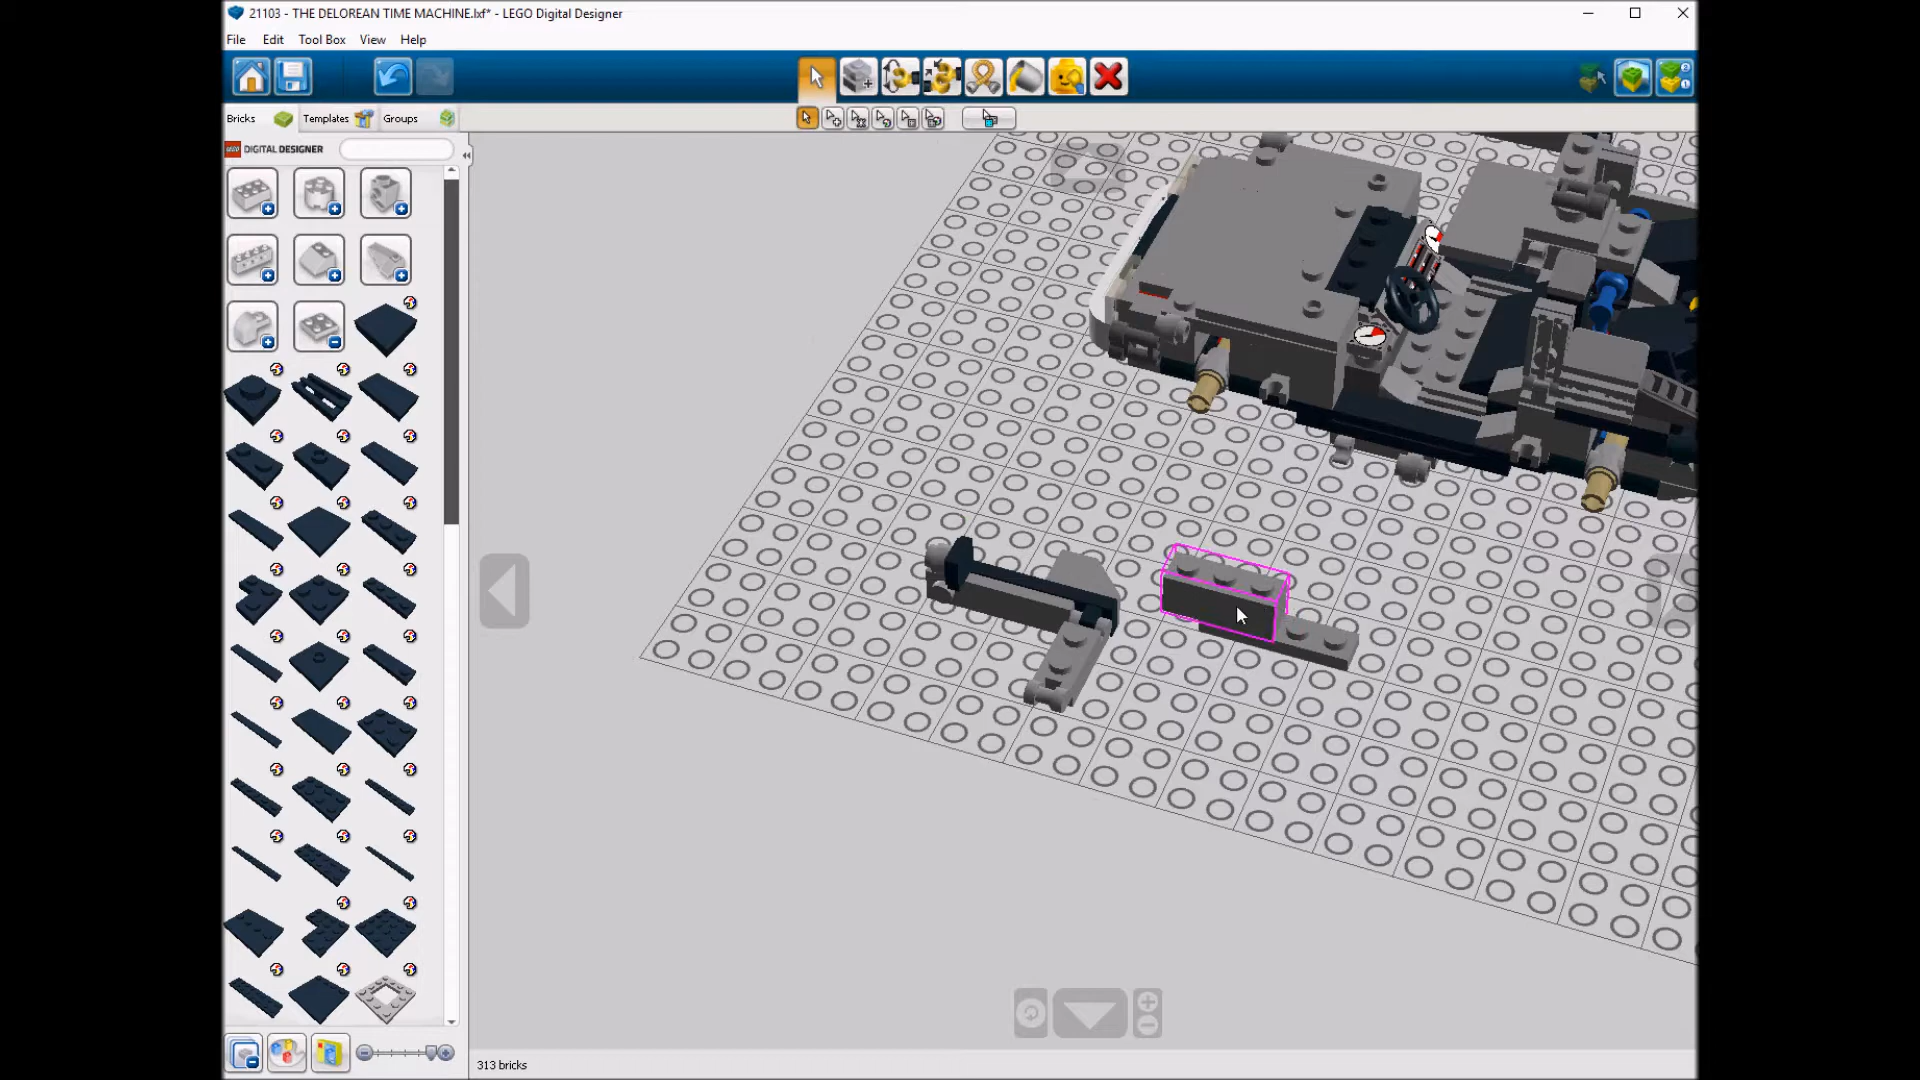 21103 - THE DELOREAN TIME MACHINE.lxf* - LEGO Digital Designer
File Edit Tool Box View Help
Bricks Templates Groups
LEGO DIGITAL DESIGNER
313 bricks